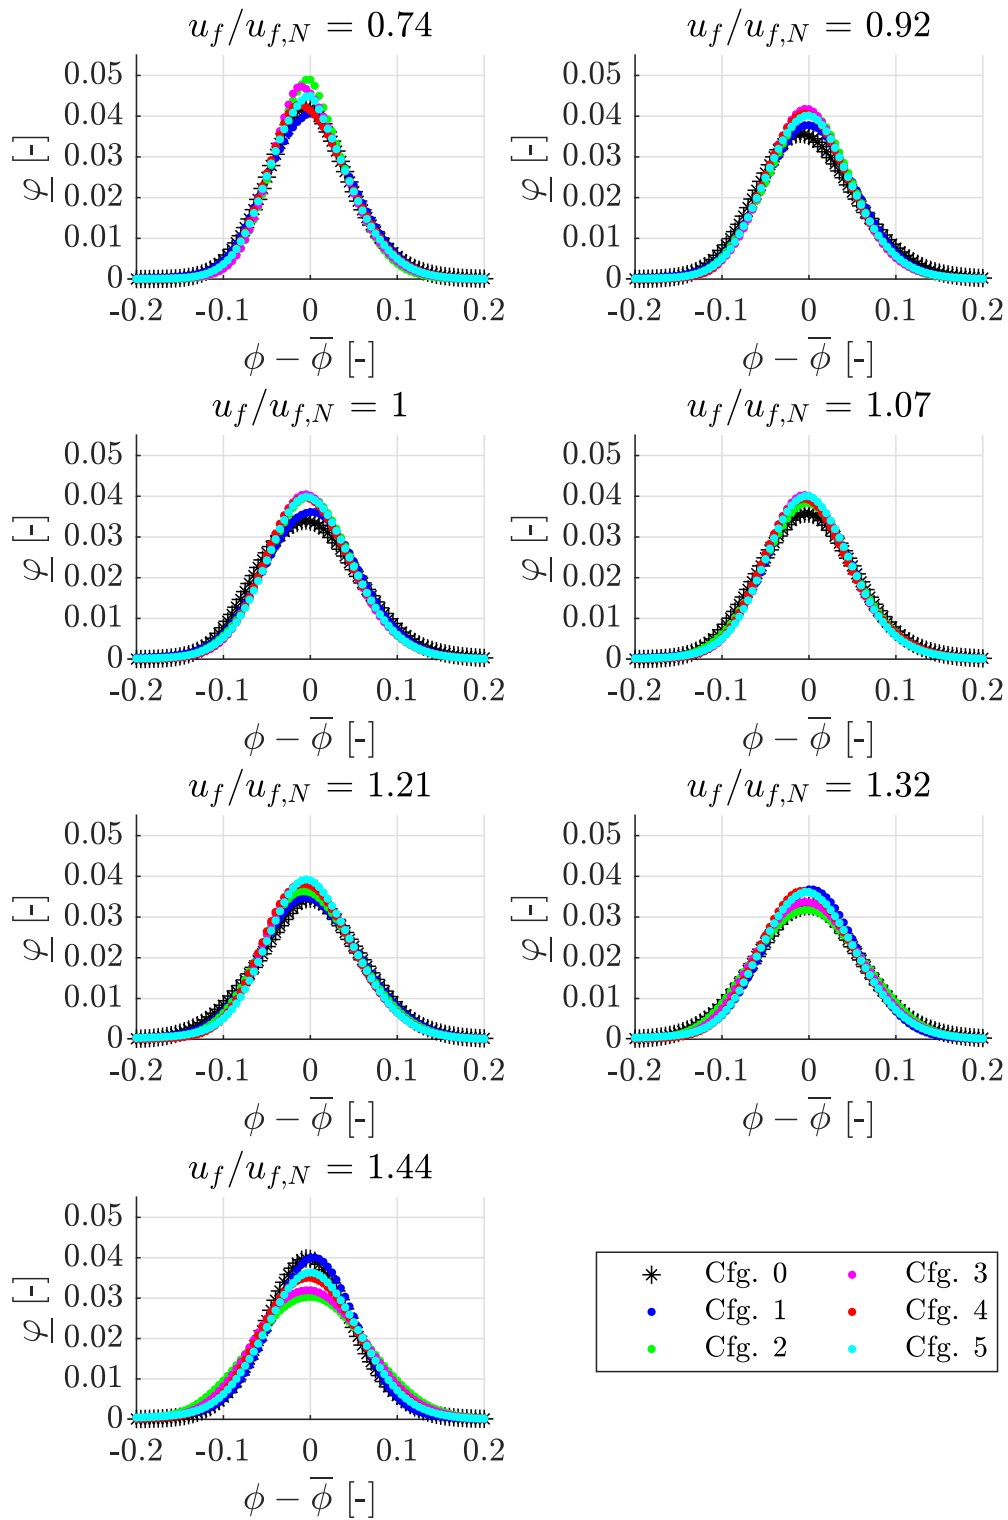 u_f/u_{f,N} = 0.74
u_f/u_{f,N} = 0.92
0.05
0.04
0.03
0.02
0.01
0
φ [-]
-0.2 -0.1 0 0.1 0.2
ϕ − ϕ̅ [-]
0.05
0.04
0.03
0.02
0.01
0
φ [-]
-0.2 -0.1 0 0.1 0.2
ϕ − ϕ̅ [-]
u_f/u_{f,N} = 1
u_f/u_{f,N} = 1.07
0.05
0.04
0.03
0.02
0.01
0
φ [-]
-0.2 -0.1 0 0.1 0.2
ϕ − ϕ̅ [-]
0.05
0.04
0.03
0.02
0.01
0
φ [-]
-0.2 -0.1 0 0.1 0.2
ϕ − ϕ̅ [-]
u_f/u_{f,N} = 1.21
u_f/u_{f,N} = 1.32
0.05
0.04
0.03
0.02
0.01
0
φ [-]
-0.2 -0.1 0 0.1 0.2
ϕ − ϕ̅ [-]
0.05
0.04
0.03
0.02
0.01
0
φ [-]
-0.2 -0.1 0 0.1 0.2
ϕ − ϕ̅ [-]
u_f/u_{f,N} = 1.44
0.05
0.04
0.03
0.02
0.01
0
φ [-]
-0.2 -0.1 0 0.1 0.2
ϕ − ϕ̅ [-]
Cfg. 0
Cfg. 1
Cfg. 2
Cfg. 3
Cfg. 4
Cfg. 5